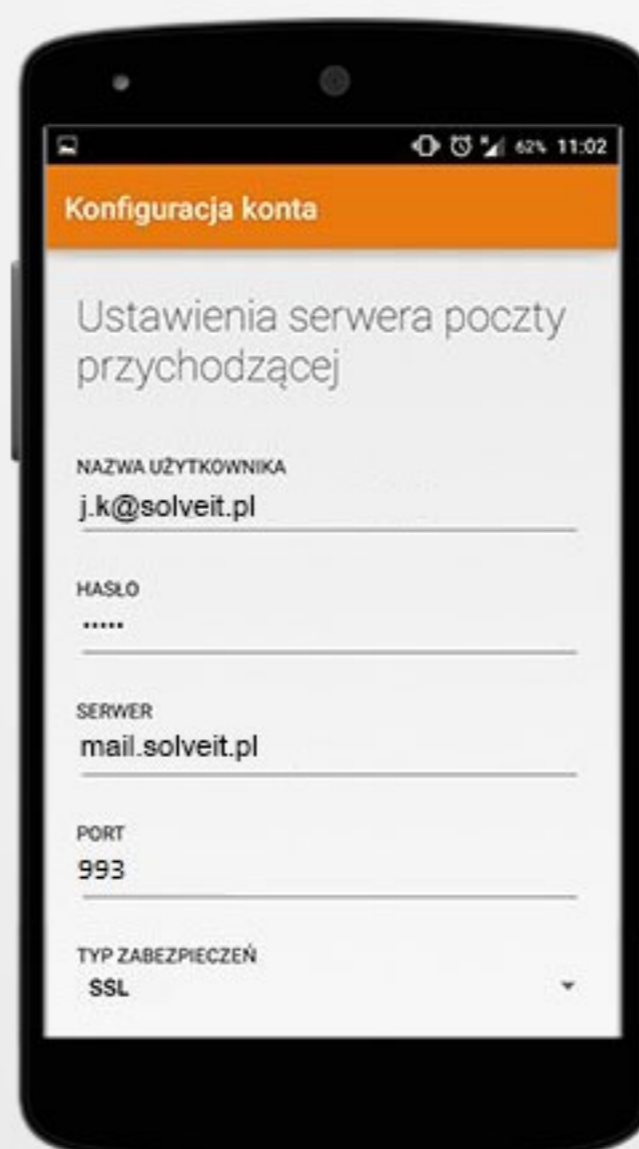 62% 11:02
Konfiguracja konta
Ustawienia serwera poczty
przychodzącej
NAZWA UŻYTKOWNIKA
j.k@solveit.pl
HASŁO
•••••
SERWER
mail.solveit.pl
PORT
993
TYP ZABEZPIECZEŃ
SSL